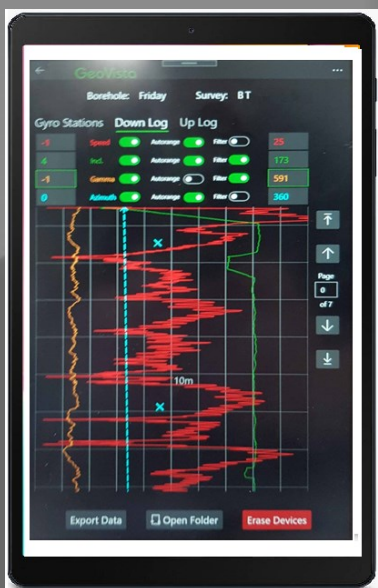 GeoVista
Borehole: Friday Survey: BT
Gyro Stations Down Log Up Log
-1 Speed Autorange Filter 25
4 Incl. Autorange Filter 173
-1 Gamma Autorange Filter 591
0 Azimuth Autorange Filter 360
Page
0
of 7
10m
Export Data Open Folder Erase Devices